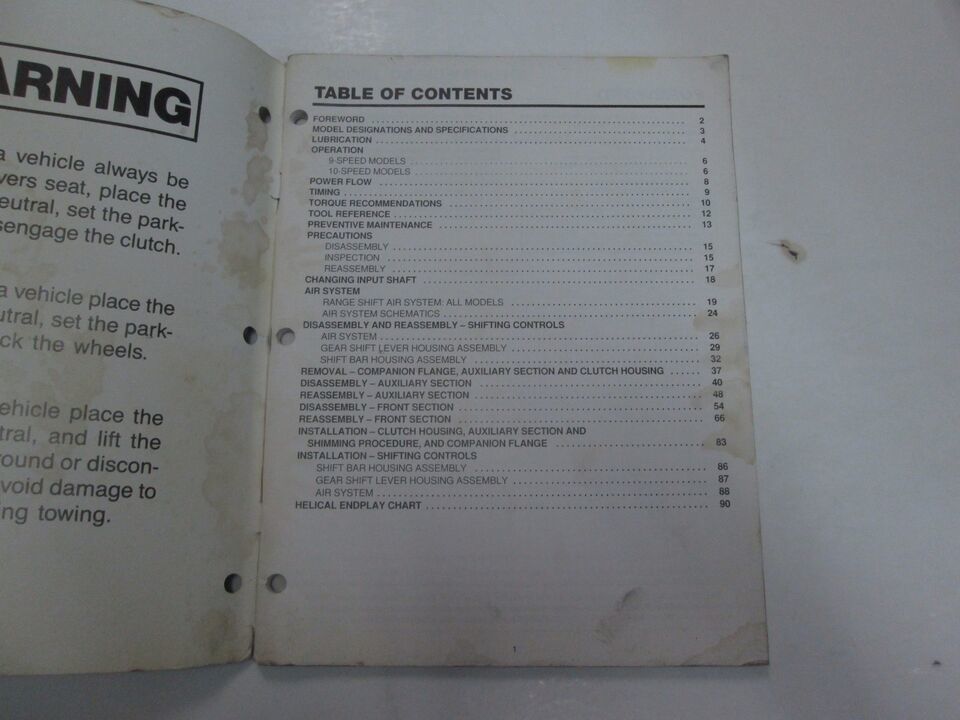 ARNING
a vehicle always be
vers seat, place the
eutral, set the park-
sengage the clutch.
a vehicle place the
utral, set the park-
ck the wheels.
ehicle place the
tral, and lift the
round or discon-
void damage to
ng towing.
TABLE OF CONTENTS
FOREWORD 2
MODEL DESIGNATIONS AND SPECIFICATIONS 3
LUBRICATION 4
OPERATION
9-SPEED MODELS 6
10-SPEED MODELS 6
POWER FLOW 8
TIMING 9
TORQUE RECOMMENDATIONS 10
TOOL REFERENCE 12
PREVENTIVE MAINTENANCE 13
PRECAUTIONS
DISASSEMBLY 15
INSPECTION 15
REASSEMBLY 17
CHANGING INPUT SHAFT 18
AIR SYSTEM
RANGE SHIFT AIR SYSTEM: ALL MODELS 19
AIR SYSTEM SCHEMATICS 24
DISASSEMBLY AND REASSEMBLY – SHIFTING CONTROLS
AIR SYSTEM 26
GEAR SHIFT LEVER HOUSING ASSEMBLY 29
SHIFT BAR HOUSING ASSEMBLY 32
REMOVAL – COMPANION FLANGE, AUXILIARY SECTION AND CLUTCH HOUSING 37
DISASSEMBLY – AUXILIARY SECTION 40
REASSEMBLY – AUXILIARY SECTION 48
DISASSEMBLY – FRONT SECTION 54
REASSEMBLY – FRONT SECTION 66
INSTALLATION – CLUTCH HOUSING, AUXILIARY SECTION AND
SHIMMING PROCEDURE, AND COMPANION FLANGE 83
INSTALLATION – SHIFTING CONTROLS
SHIFT BAR HOUSING ASSEMBLY 86
GEAR SHIFT LEVER HOUSING ASSEMBLY 87
AIR SYSTEM 88
HELICAL ENDPLAY CHART 90
1